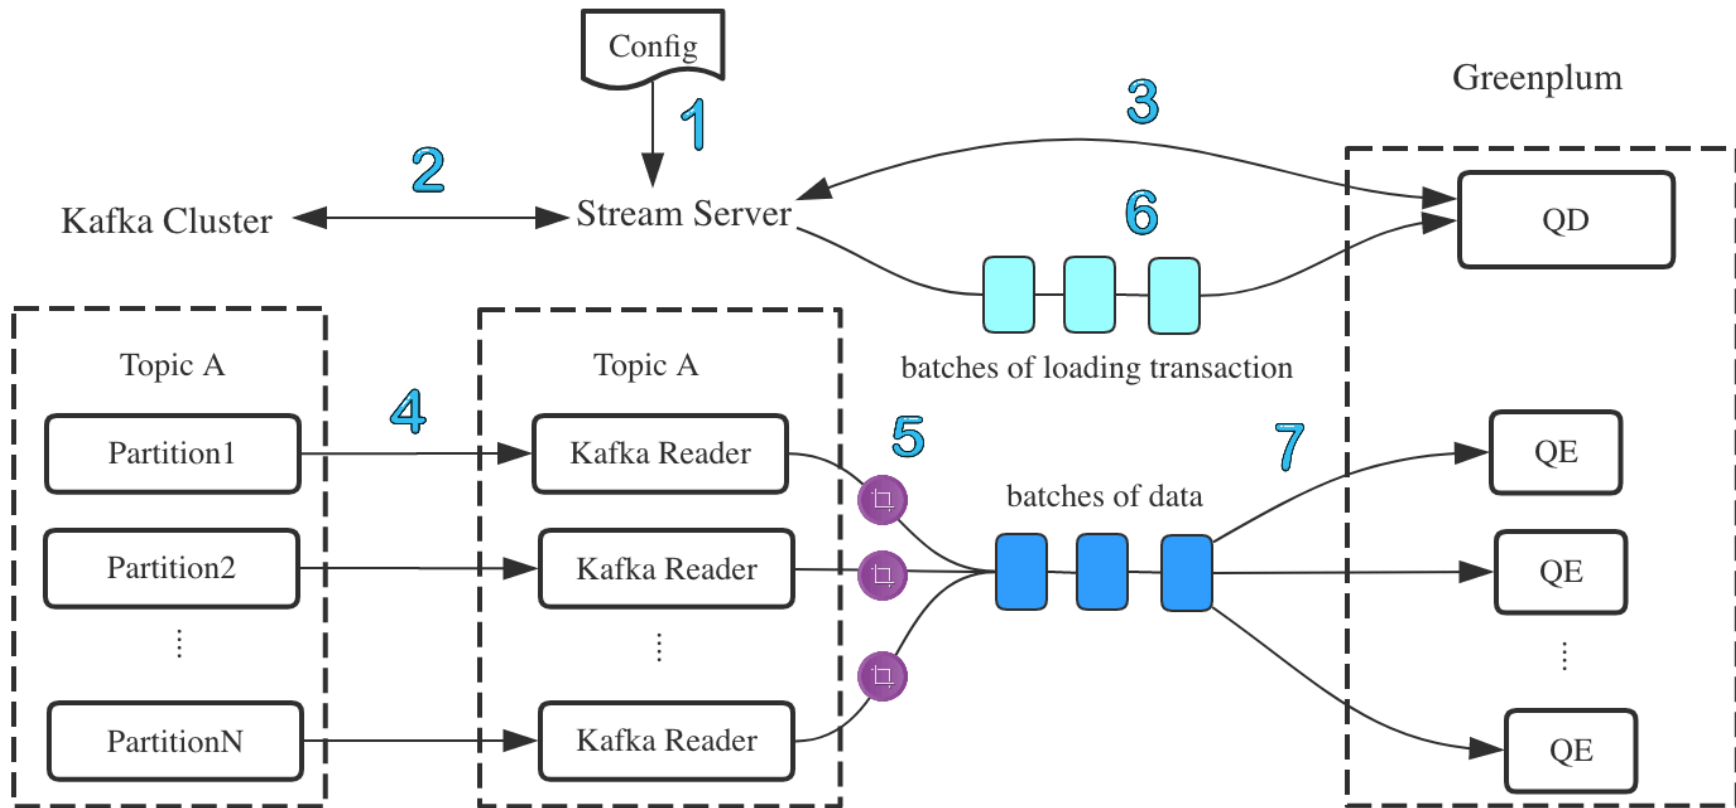 Config
Greenplum
1
2
3
Kafka Cluster
Stream Server
6
QD
batches of loading transaction
Topic A
Topic A
4
5
7
Partition1
Kafka Reader
QE
batches of data
Partition2
Kafka Reader
QE
PartitionN
Kafka Reader
QE